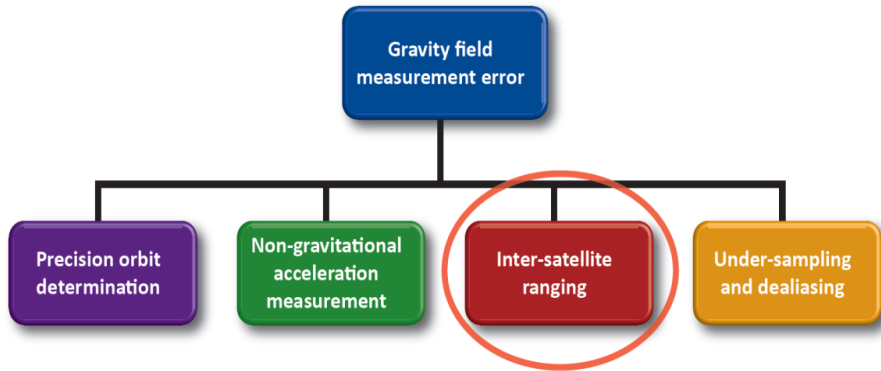 Gravity field
measurement error
Precision orbit
determination
Non-gravitational
acceleration
measurement
Inter-satellite
ranging
Under-sampling
and dealiasing